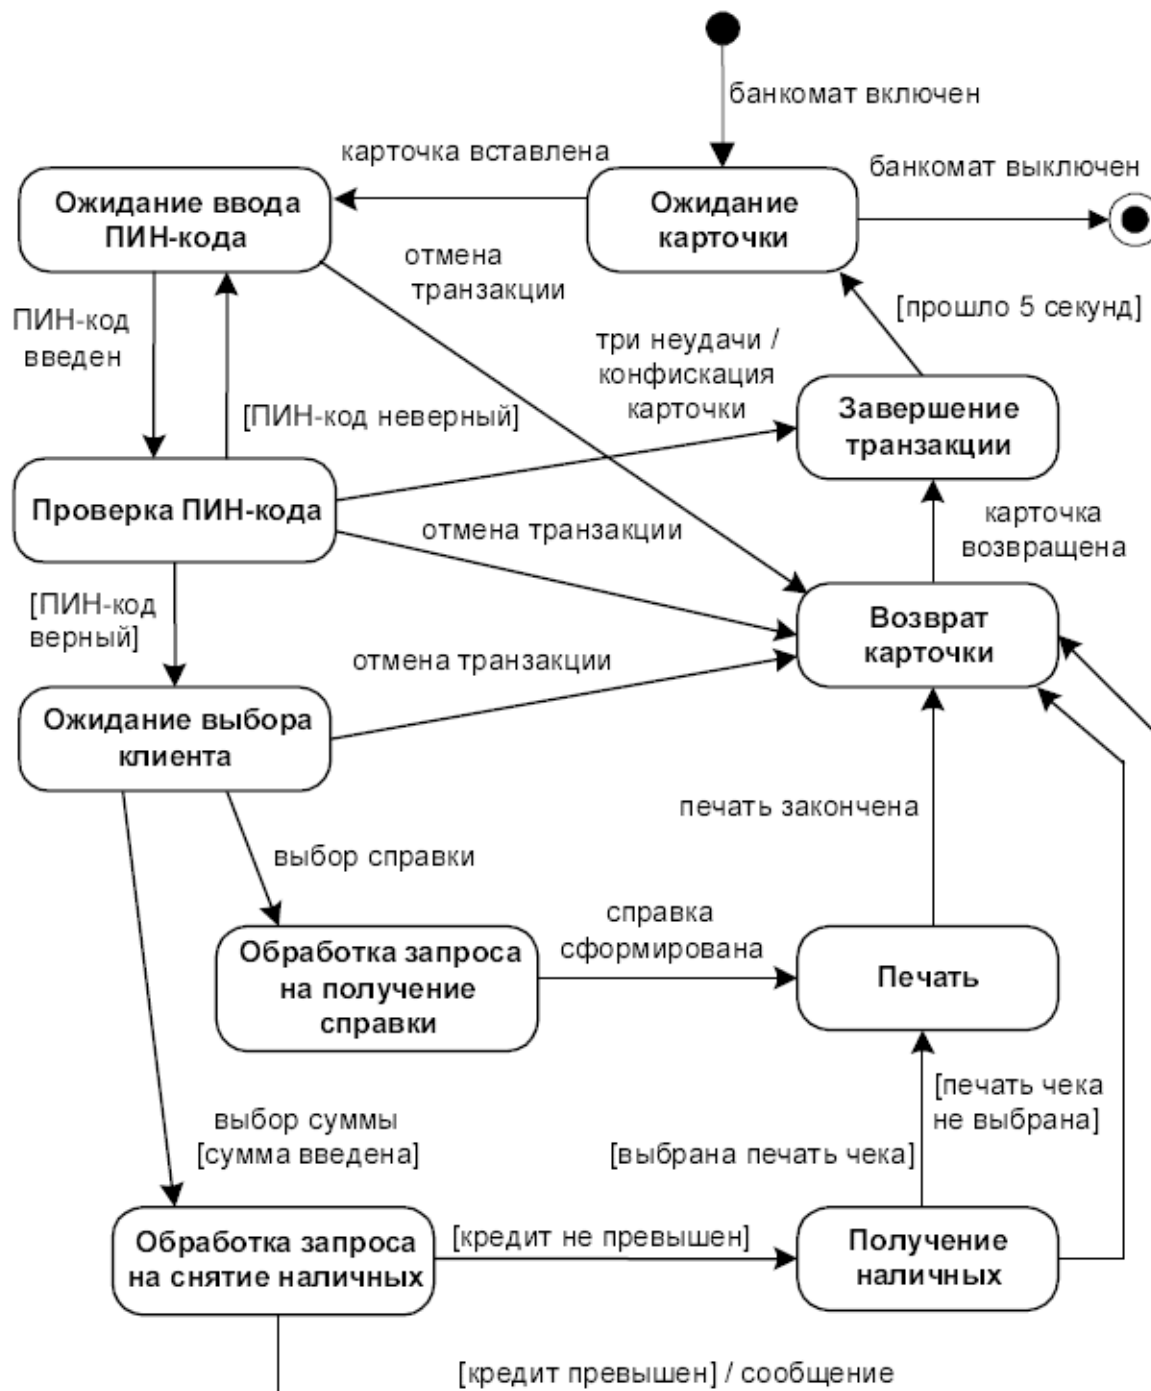 банкомат включен
карточка вставлена
банкомат выключен
Ожидание ввода
ПИН-кода
Ожидание
карточки
отмена
транзакции
[прошло 5 секунд]
ПИН-код
введен
три неудачи /
конфискация
карточки
[ПИН-код неверный]
Завершение
транзакции
Проверка ПИН-кода
отмена транзакции
карточка
возвращена
[ПИН-код
верный]
Возврат
карточки
отмена транзакции
Ожидание выбора
клиента
печать закончена
выбор справки
справка
сформирована
Обработка запроса
на получение
справки
Печать
[печать чека
не выбрана]
выбор суммы
[сумма введена]
[выбрана печать чека]
Обработка запроса
на снятие наличных
[кредит не превышен]
Получение
наличных
[кредит превышен] / сообщение